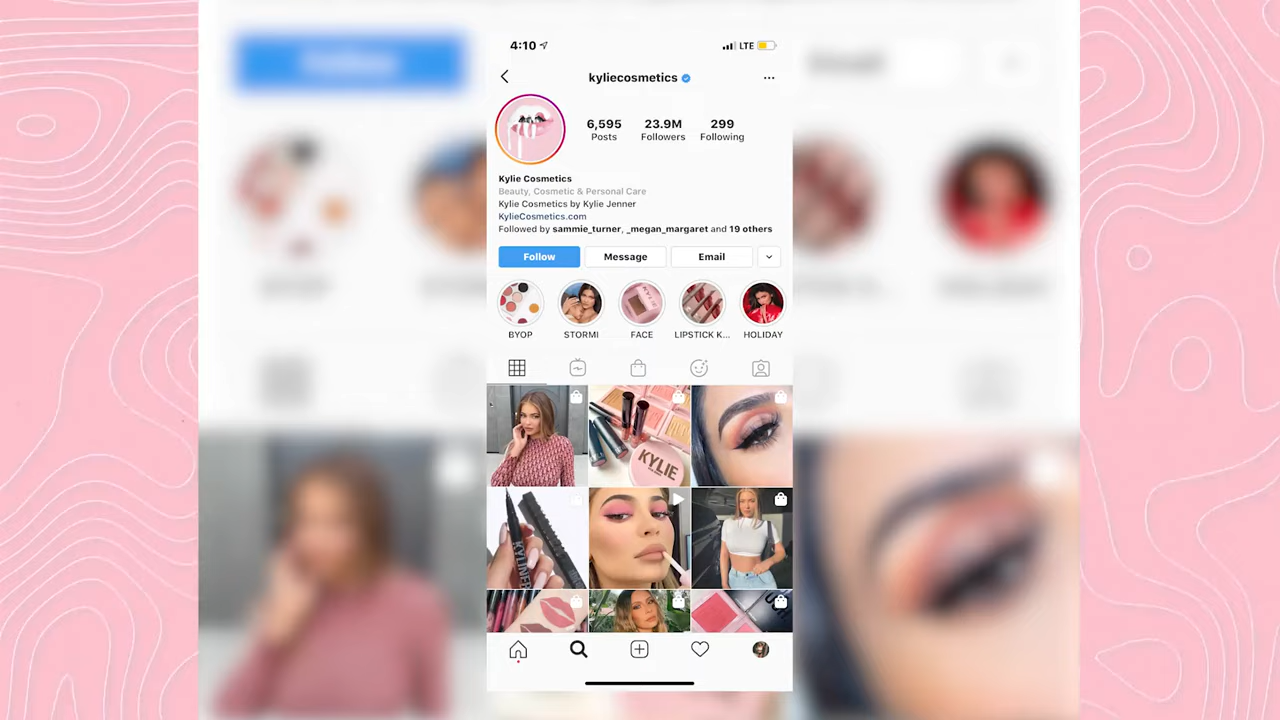 4:10
LTE
kyliecosmetics
6,595 23.9M 299
Posts Followers Following
Kylie Cosmetics
Beauty, Cosmetic & Personal Care
Kylie Cosmetics by Kylie Jenner
KylieCosmetics.com
Followed by sammie_turner, _megan_margaret and 19 others
Follow Message Email
BYOP STORMI FACE LIPSTICK K... HOLIDAY
KYLIE
KYLINER